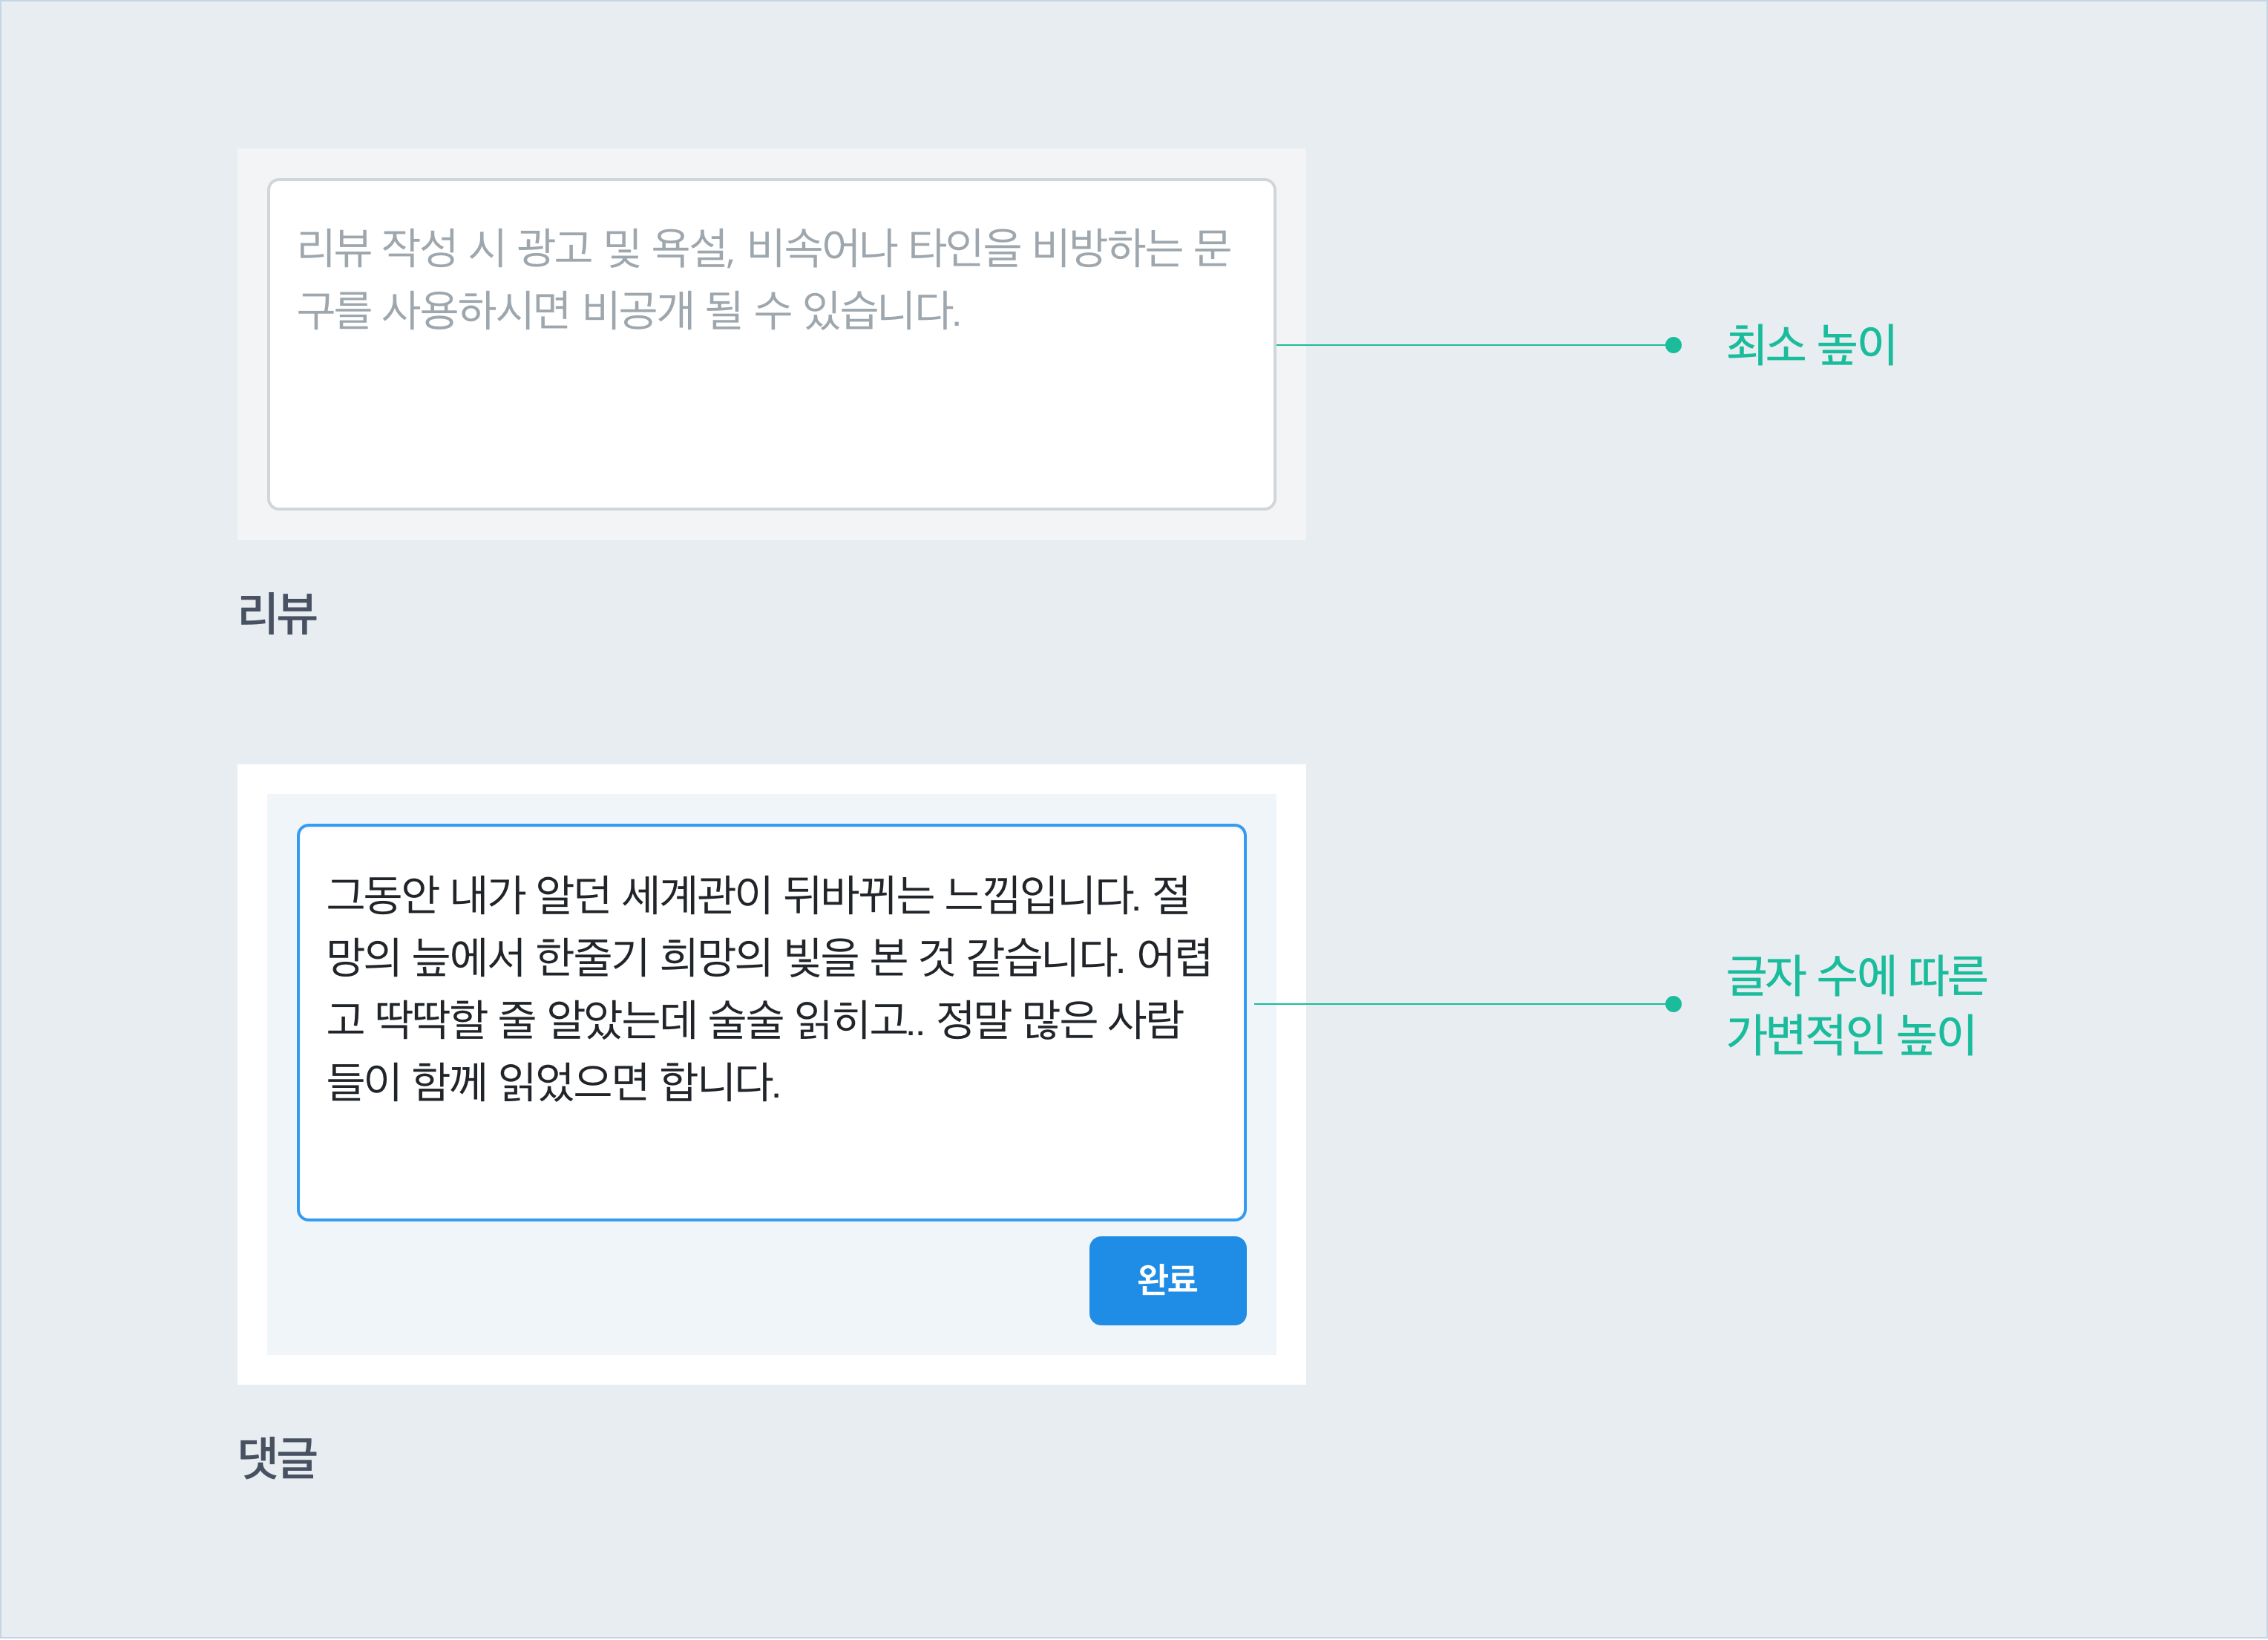 리뷰 작성 시 광고 및 욕설, 비속어나 타인을 비방하는 문
구를 사용하시면 비공개 될 수 있습니다.
최소 높이
리뷰
그동안 내가 알던 세계관이 뒤바뀌는 느낌입니다. 절
망의 늪에서 한줄기 희망의 빛을 본 것 같습니다. 어렵
고 딱딱할 줄 알았는데 술술 읽히고.. 정말 많은 사람
들이 함께 읽었으면 합니다.
글자 수에 따른
가변적인 높이
완료
댓글